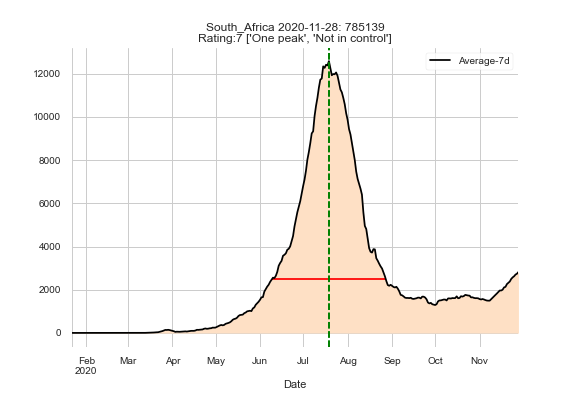 South_Africa 2020-11-28: 785139
Rating:7 ['One peak', 'Not in control']
Average-7d
12000
10000
8000
6000
4000
2000
0
Feb Mar Apr May Jun Jul Aug Sep Oct Nov
2020
Date